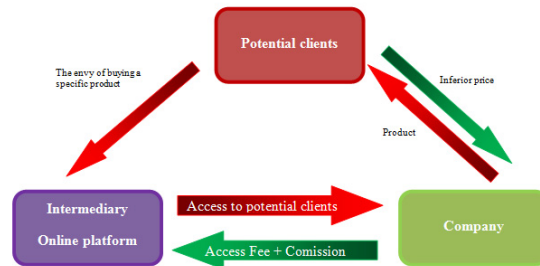 Potential clients
The envy of buying a
specific product
Inferior price
Product
Intermediary
Online platform
Access to potential clients
Company
Access Fee + Comission